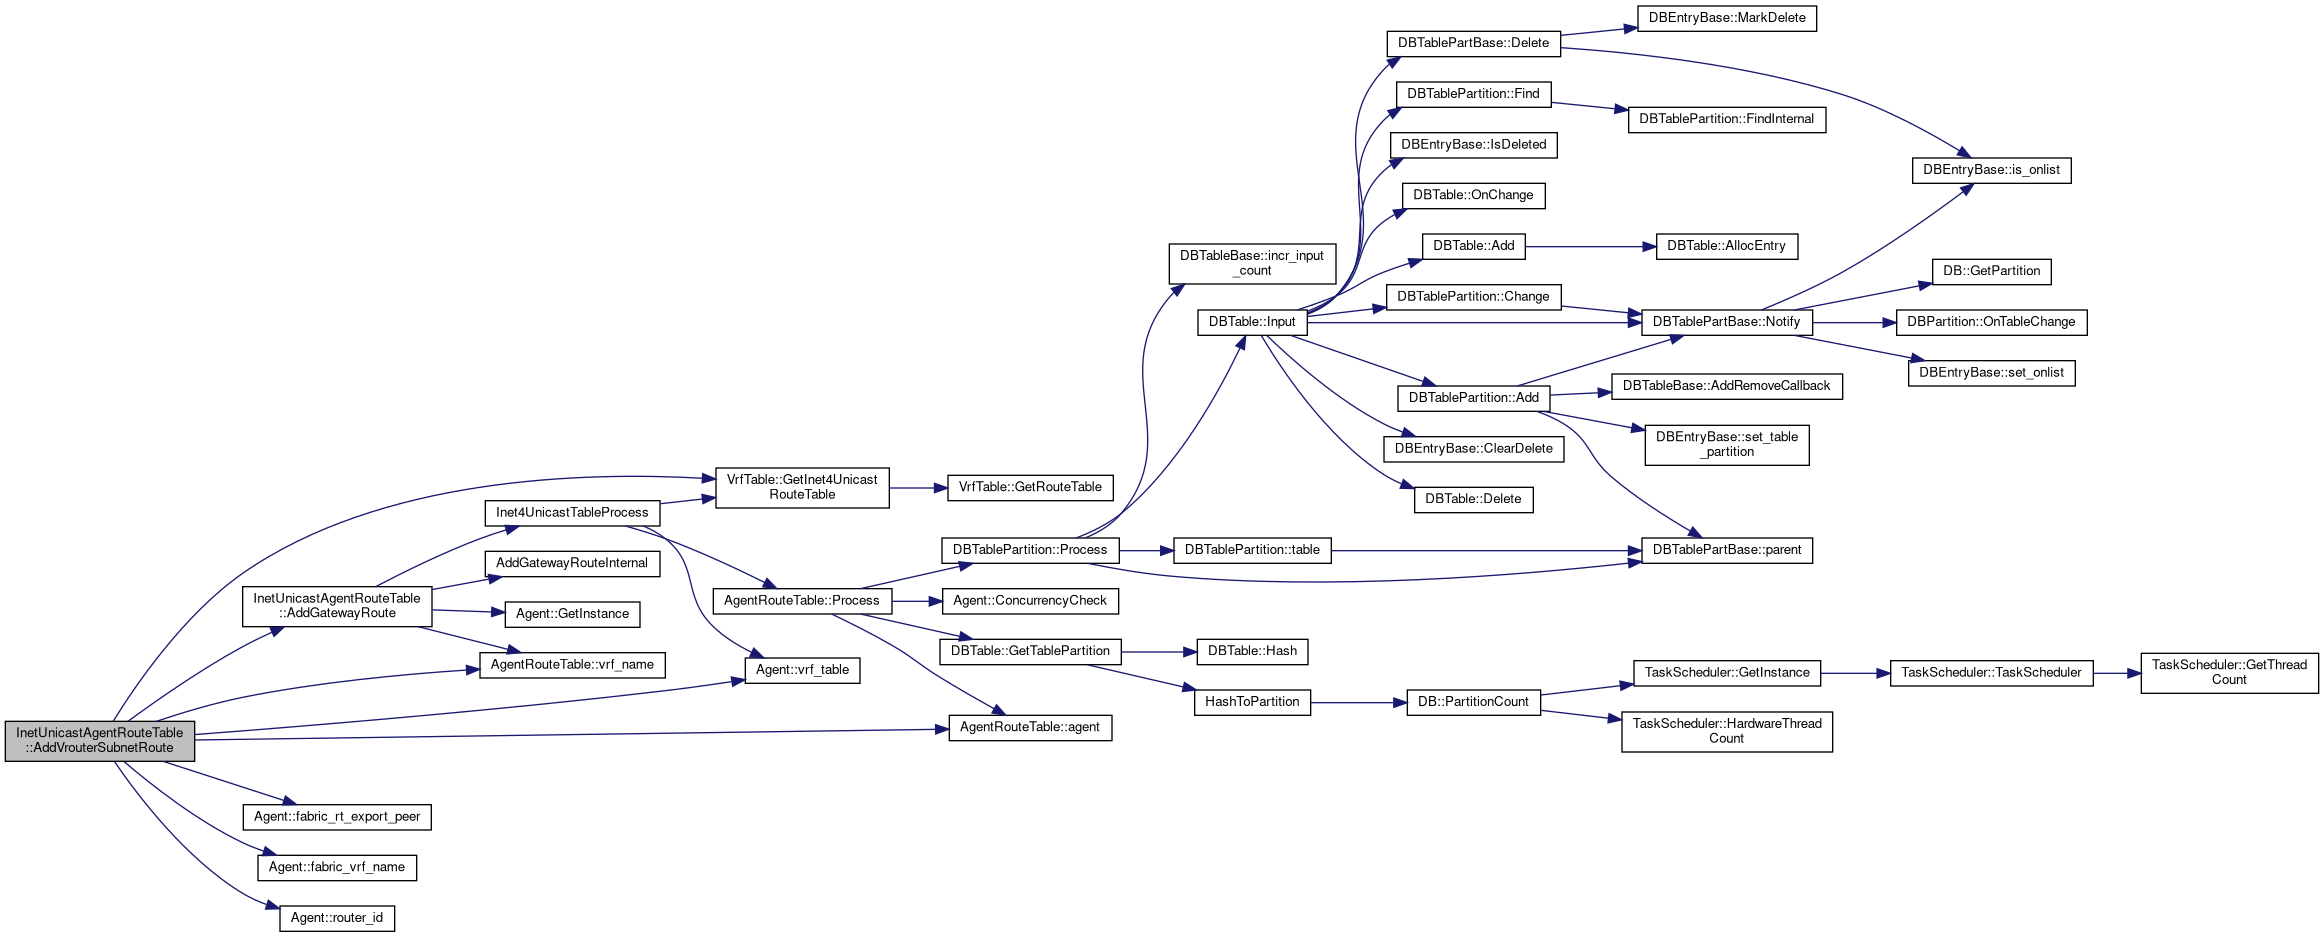 InetUnicastAgentRouteTable
::AddVrouterSubnetRoute
InetUnicastAgentRouteTable
::AddGatewayRoute
Agent::fabric_rt_export_peer
Agent::fabric_vrf_name
Agent::router_id
Inet4UnicastTableProcess
AddGatewayRouteInternal
Agent::GetInstance
AgentRouteTable::vrf_name
VrfTable::GetInet4Unicast
RouteTable
AgentRouteTable::Process
Agent::vrf_table
VrfTable::GetRouteTable
DBTablePartition::Process
Agent::ConcurrencyCheck
DBTable::GetTablePartition
AgentRouteTable::agent
DBTableBase::incr_input
_count
DBTable::Input
DBTablePartition::table
DBTable::Hash
HashToPartition
DBTablePartBase::Delete
DBTablePartition::Find
DBEntryBase::IsDeleted
DBTable::OnChange
DBTable::Add
DBTablePartition::Change
DBTablePartition::Add
DBEntryBase::ClearDelete
DBTable::Delete
DB::PartitionCount
DBEntryBase::MarkDelete
DBTablePartition::FindInternal
DBTable::AllocEntry
DBTablePartBase::Notify
DBTableBase::AddRemoveCallback
DBEntryBase::set_table
_partition
DBTablePartBase::parent
TaskScheduler::GetInstance
TaskScheduler::HardwareThread
Count
DBEntryBase::is_onlist
DB::GetPartition
DBPartition::OnTableChange
DBEntryBase::set_onlist
TaskScheduler::TaskScheduler
TaskScheduler::GetThread
Count